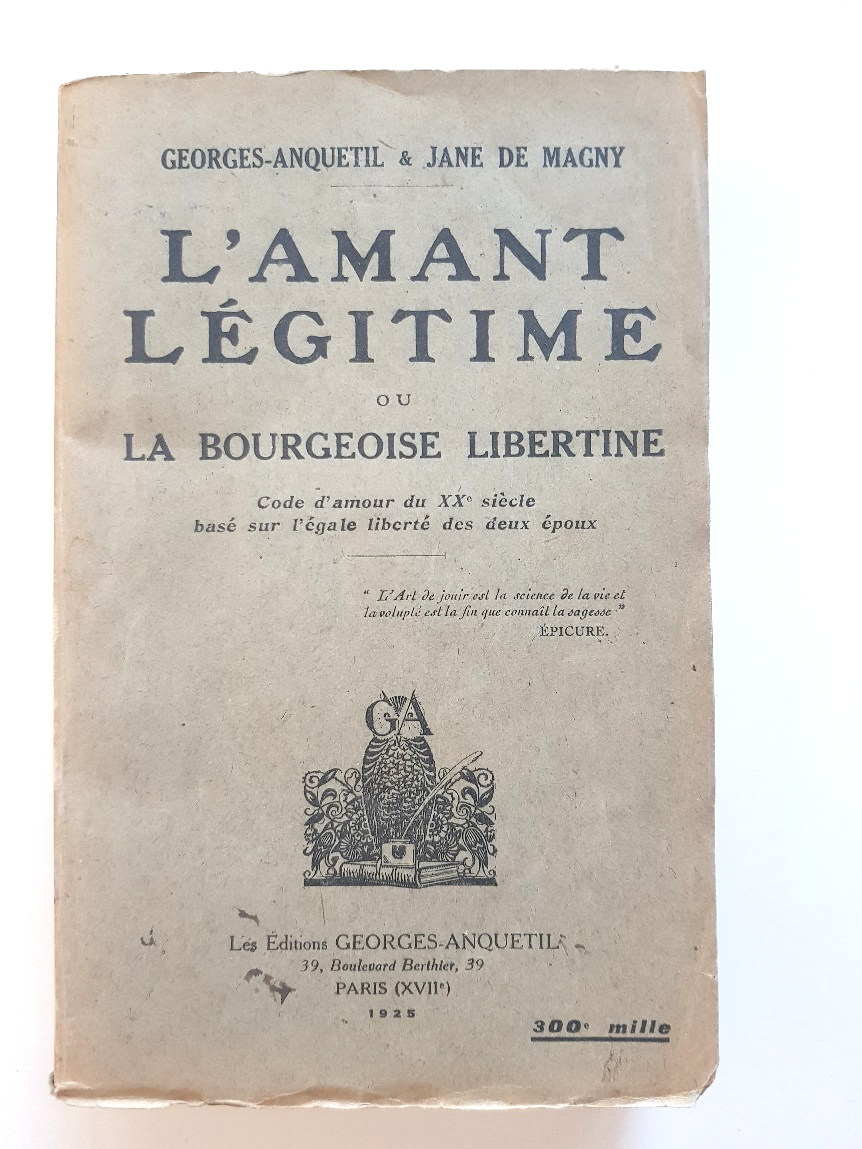 GEORGES-ANQUETIL & JANE DE MAGNY
L'AMANT
LÉGITIME
OU
LA BOURGEOISE LIBERTINE
Code d'amour du XXe siècle
basé sur l'égale liberté des deux époux
“ L'Art de jouir est la science de la vie et
la volupté est la fin que connaît la sagesse ”
ÉPICURE.
GA
Les Éditions GEORGES-ANQUETIL
39, Boulevard Berthier, 39
PARIS (XVIIe)
1925
300e mille